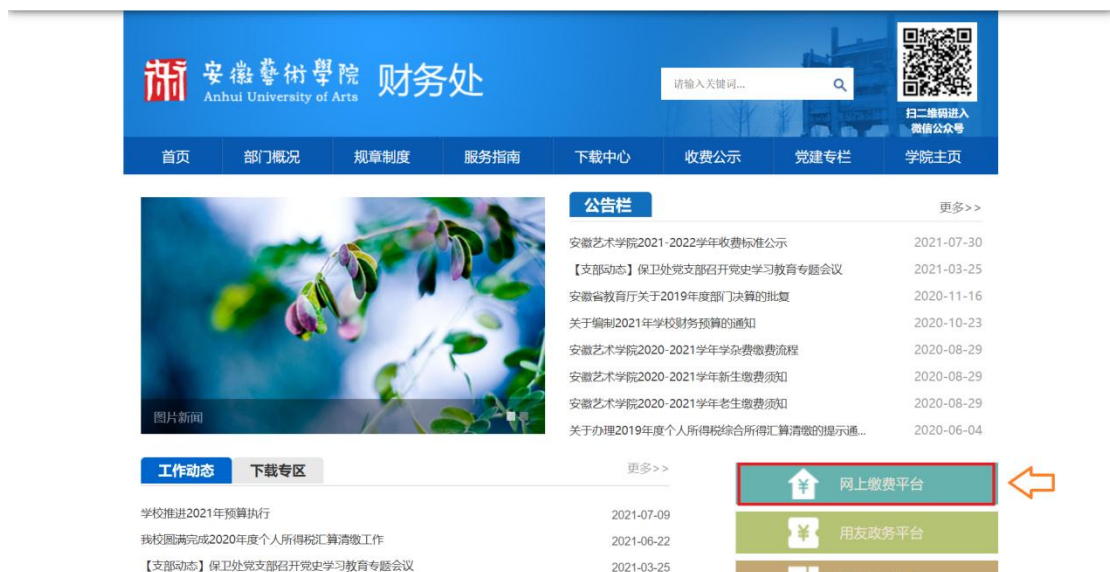 安徽藝術學院 财务处
Anhui University of Arts
请输入关键词...
扫二维码进入
微信公众号
首页 部门概况 规章制度 服务指南 下载中心 收费公示 党建专栏 学院主页
公告栏 更多>>
安徽艺术学院2021-2022学年收费标准公示 2021-07-30
【支部动态】保卫处党支部召开党史学习教育专题会议 2021-03-25
安徽省教育厅关于2019年度部门决算的批复 2020-11-16
关于编制2021年学校财务预算的通知 2020-10-23
安徽艺术学院2020-2021学年学杂费缴费流程 2020-08-29
安徽艺术学院2020-2021学年新生缴费须知 2020-08-29
安徽艺术学院2020-2021学年老生缴费须知 2020-08-29
关于办理2019年度个人所得税综合所得汇算清缴的提示通... 2020-06-04
图片新闻
工作动态 下载专区 更多>>
学校推进2021年预算执行 2021-07-09
我校圆满完成2020年度个人所得税汇算清缴工作 2021-06-22
【支部动态】保卫处党支部召开党史学习教育专题会议 2021-03-25
¥ 网上缴费平台
¥ 用友政务平台